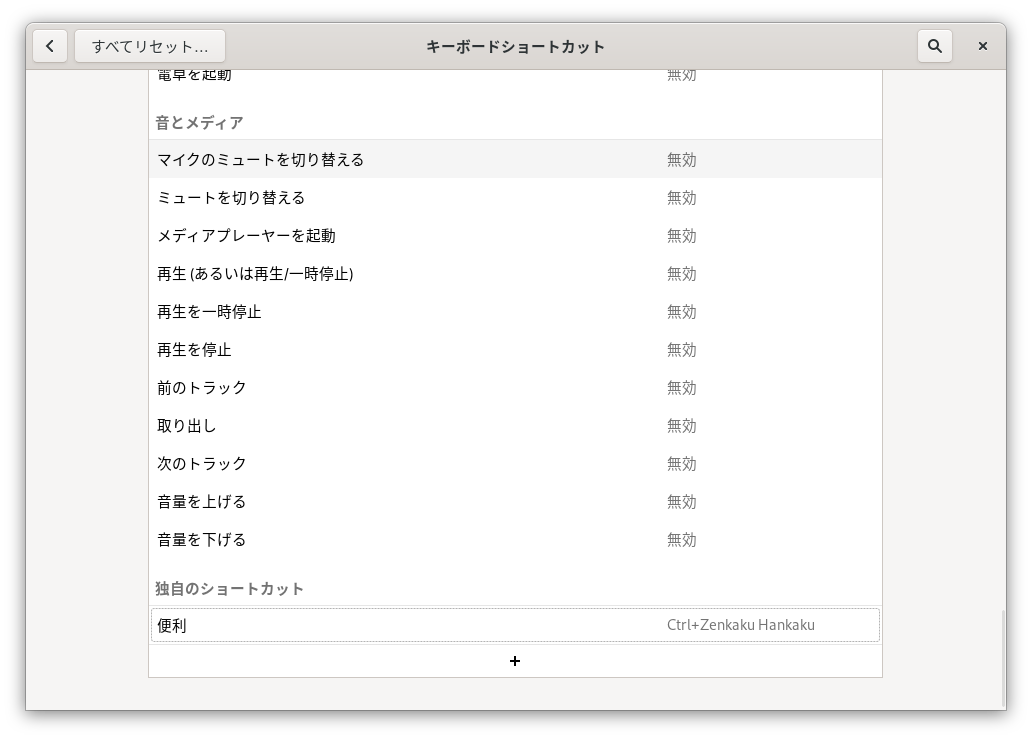 すべてリセット...
キーボードショートカット
電卓を起動 無効
音とメディア
マイクのミュートを切り替える 無効
ミュートを切り替える 無効
メディアプレーヤーを起動 無効
再生 (あるいは再生/一時停止) 無効
再生を一時停止 無効
再生を停止 無効
前のトラック 無効
取り出し 無効
次のトラック 無効
音量を上げる 無効
音量を下げる 無効
独自のショートカット
便利 Ctrl+Zenkaku Hankaku
+